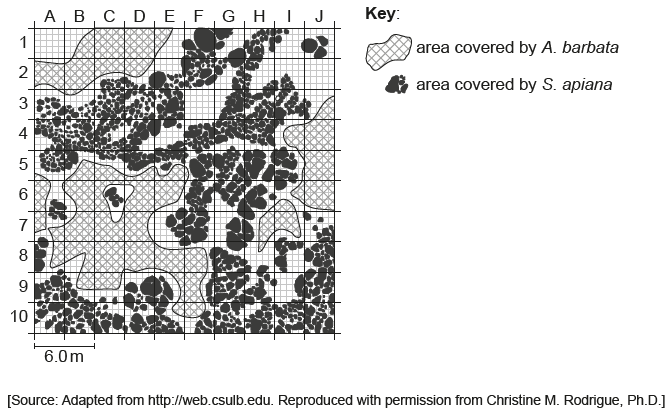 A B C D E F G H I J
1
2
3
4
5
6
7
8
9
10
6.0 m
Key:
area covered by A. barbata
area covered by S. apiana
[Source: Adapted from http://web.csulb.edu. Reproduced with permission from Christine M. Rodrigue, Ph.D.]